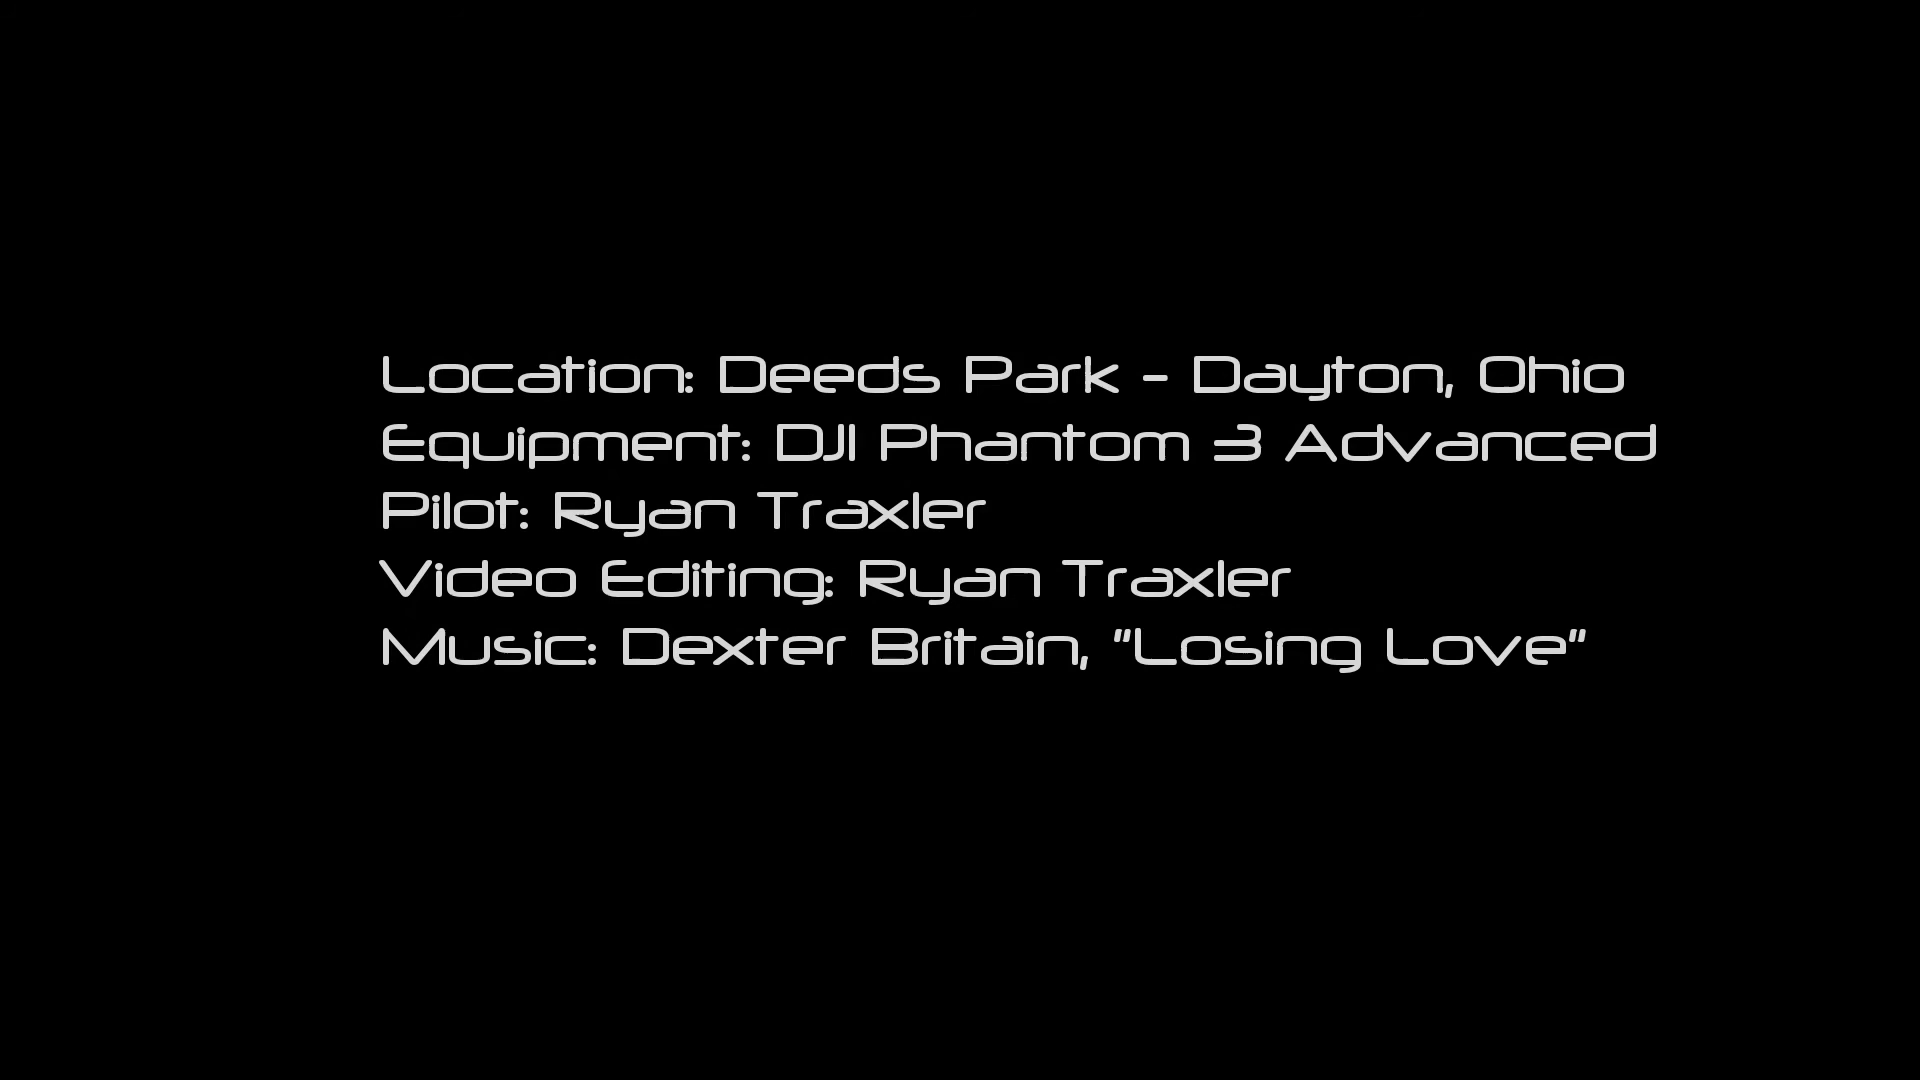 Location: Deeds Park - Dayton, Ohio
Equipment: DJI Phantom 3 Advanced
Pilot: Ryan Traxler
Video Editing: Ryan Traxler
Music: Dexter Britain, "Losing Love"